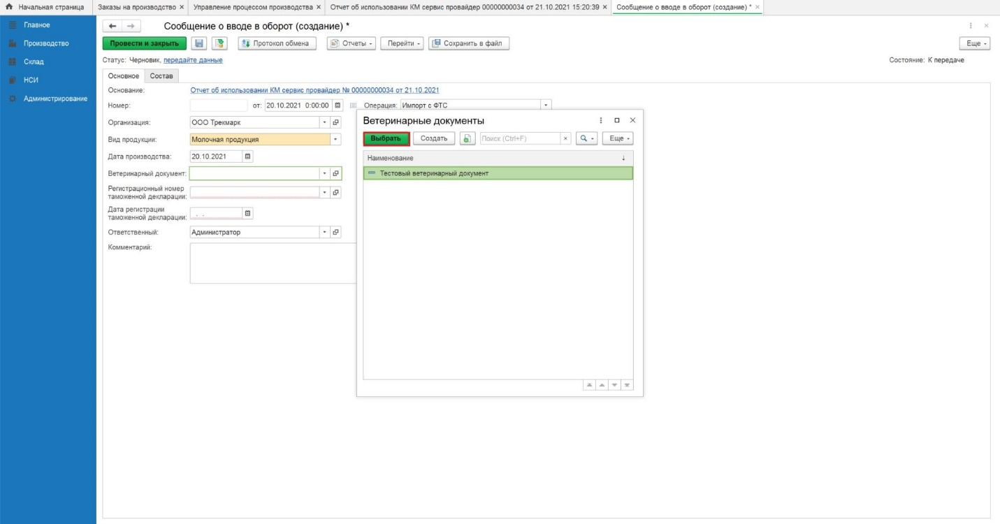 Начальная страница Заказы на производство × Управление процессом производства × Отчет об использовании КМ сервис провайдер 00000000034 от 21.10.2021 15:20:39 × Сообщение о вводе в оборот (создание) * ×
Главное
Производство
Склад
НСИ
Администрирование
Сообщение о вводе в оборот (создание) *
Провести и закрыть Протокол обмена Отчеты Перейти Сохранить в файл Еще
Статус: Черновик, передайте данные Состояние: К передаче
Основное Состав
Основание: Отчет об использовании КМ сервис провайдер № 00000000034 от 21.10.2021
Номер: от: 20.10.2021 0:00:00 Операция: Импорт с ФТС
Организация: ООО Трекмарк
Вид продукции: Молочная продукция
Дата производства: 20.10.2021
Ветеринарный документ:
Регистрационный номер
таможенной декларации:
Дата регистрации
таможенной декларации: . .
Ответственный: Администратор
Комментарий:
Ветеринарные документы
Выбрать Создать Поиск (Ctrl+F) × Еще
Наименование ↓
Тестовый ветеринарный документ